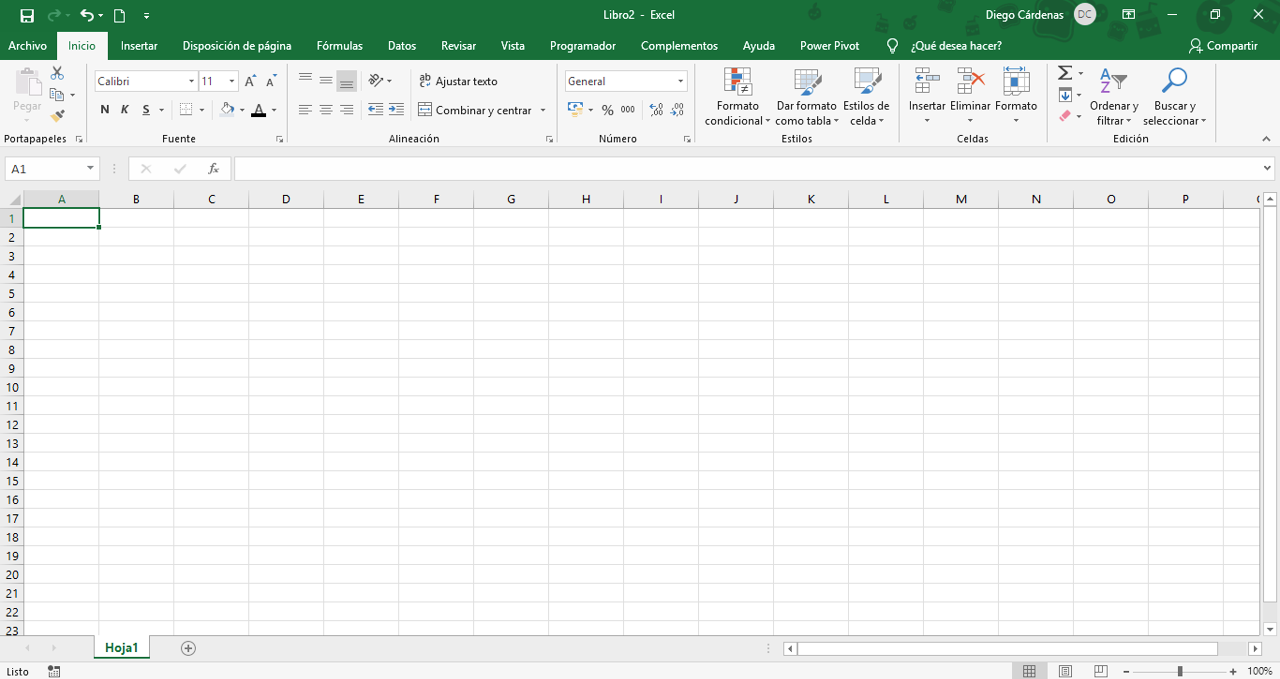 Libro2 - Excel
Diego Cárdenas DC
Archivo Inicio Insertar Disposición de página Fórmulas Datos Revisar Vista Programador Complementos Ayuda Power Pivot ¿Qué desea hacer? Compartir
Pegar
Portapapeles
Calibri 11 A A
N K S A
Fuente
ab Ajustar texto
Combinar y centrar
Alineación
General
% 000
Número
Formato
condicional
Dar formato
como tabla
Estilos de
celda
Estilos
Insertar Eliminar Formato
Celdas
Σ
Ordenar y
filtrar
Buscar y
seleccionar
Edición
A1 fx
A B C D E F G H I J K L M N O P
1
2
3
4
5
6
7
8
9
10
11
12
13
14
15
16
17
18
19
20
21
22
23
Hoja1
Listo
100%